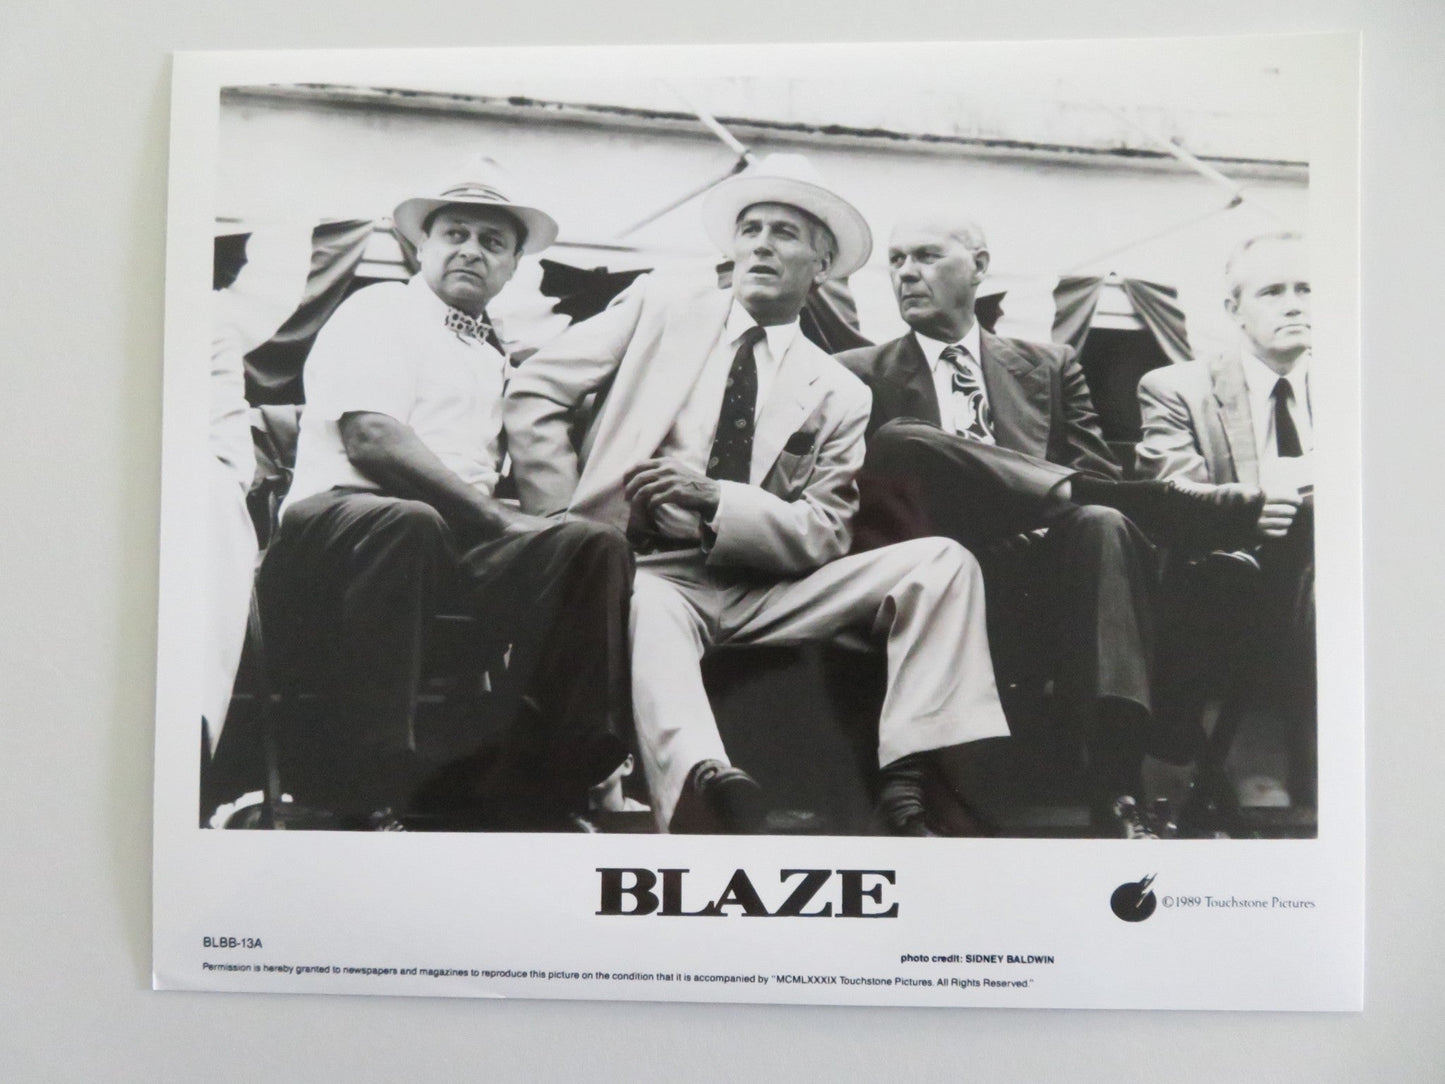 BLAZE
©1989 Touchstone Pictures
BLBB-13A
photo credit: SIDNEY BALDWIN
Permission is hereby granted to newspapers and magazines to reproduce this picture on the condition that it is accompanied by "MCMLXXXIX Touchstone Pictures. All Rights Reserved."